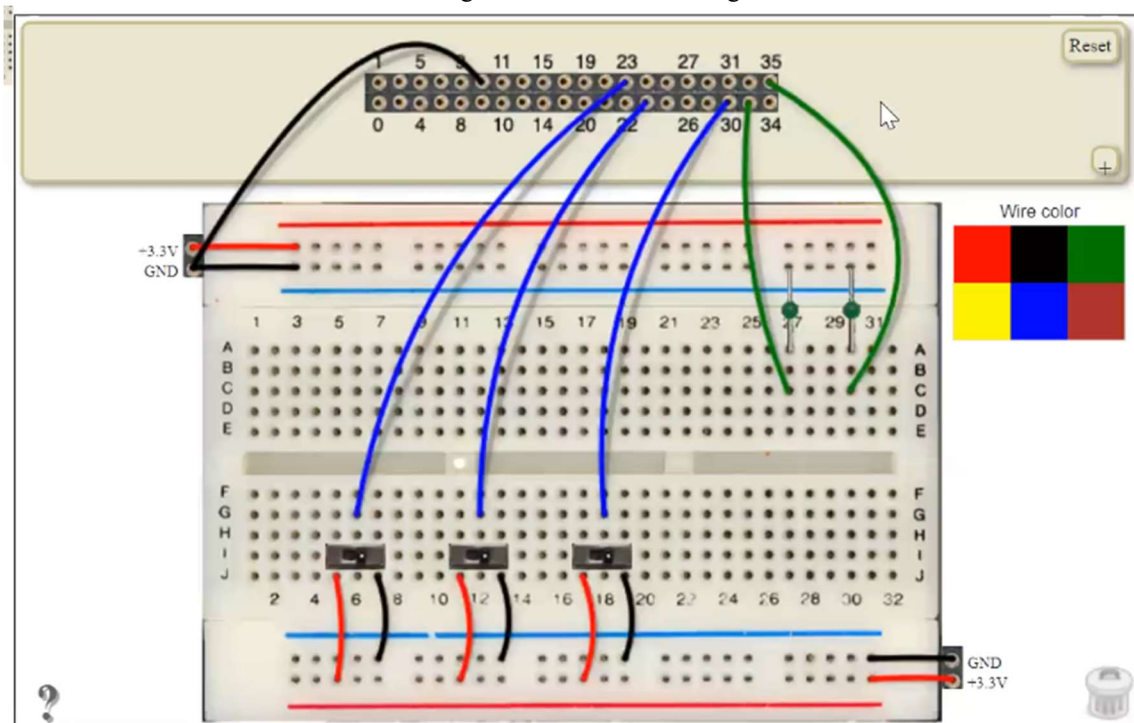 Reset
1 5 9 11 15 19 23 27 31 35
0 4 8 10 14 20 22 26 30 34
+
Wire color
+3.3V
GND
1 3 5 7 9 11 13 15 17 19 21 23 25 27 29 31
A A
B B
C C
D D
E E
F F
G G
H H
I I
J J
2 4 6 8 10 12 14 16 18 20 22 24 26 28 30 32
GND
+3.3V
?